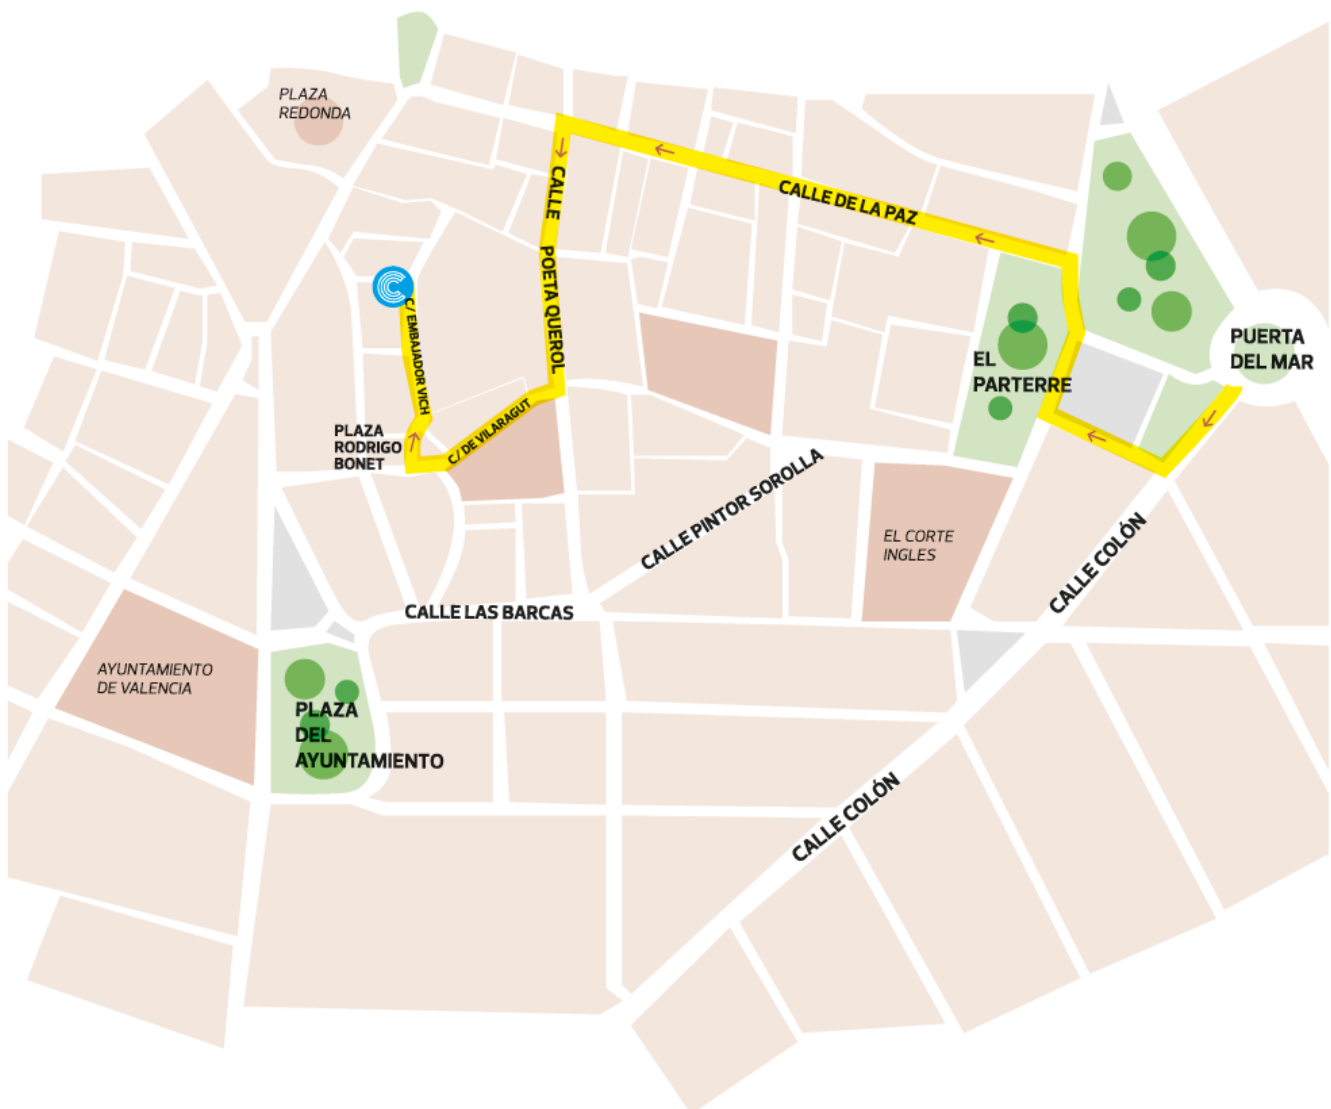 PLAZA
REDONDA
CALLE DE LA PAZ
CALLE
POETA QUEROL
C/ EMBAJADOR VICH
PUERTA
DEL MAR
EL
PARTERRE
PLAZA
RODRIGO
BONET
C/ DE VILARAGUT
CALLE PINTOR SOROLLA
EL CORTE
INGLES
CALLE COLÓN
CALLE LAS BARCAS
AYUNTAMIENTO
DE VALENCIA
PLAZA
DEL
AYUNTAMIENTO
CALLE COLÓN